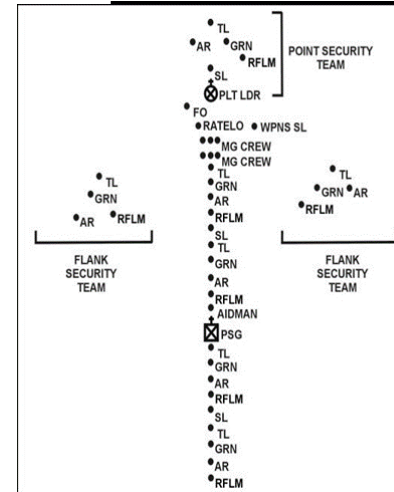 TL
AR
GRN
RFLM
SL
POINT SECURITY
TEAM
PLT LDR
FO
RATELO
WPNS SL
MG CREW
MG CREW
TL
GRN
AR
RFLM
SL
TL
GRN
AR
RFLM
AIDMAN
PSG
TL
GRN
AR
RFLM
SL
TL
GRN
AR
RFLM
TL
GRN
AR
RFLM
FLANK
SECURITY
TEAM
TL
GRN
AR
RFLM
FLANK
SECURITY
TEAM